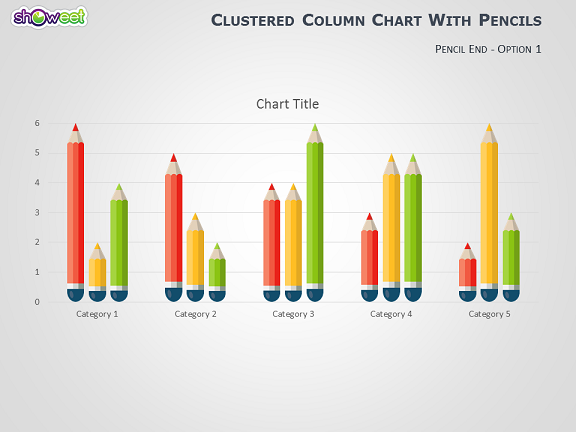 showeet
Clustered Column Chart With Pencils
Pencil End - Option 1
Chart Title
6
5
4
3
2
1
0
Category 1 Category 2 Category 3 Category 4 Category 5